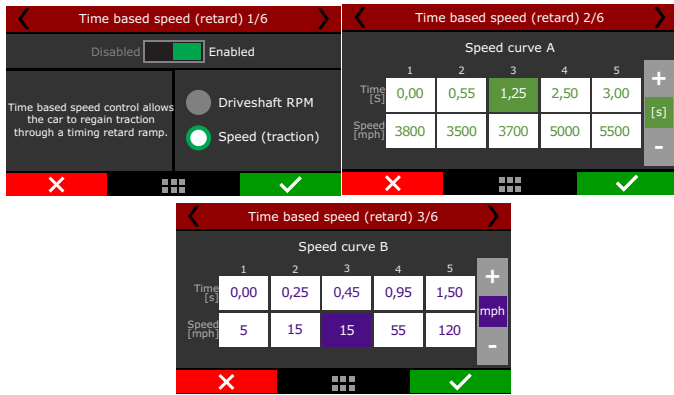 Time based speed (retard) 1/6
Disabled Enabled
Time based speed control allows
the car to regain traction
through a timing retard ramp.
Driveshaft RPM
Speed (traction)
Time based speed (retard) 2/6
Speed curve A
1 2 3 4 5
Time
[S]
0,00 0,55 1,25 2,50 3,00
Speed
[mph]
3800 3500 3700 5000 5500
+
[s]
-
Time based speed (retard) 3/6
Speed curve B
1 2 3 4 5
Time
[s]
0,00 0,25 0,45 0,95 1,50
Speed
[mph]
5 15 15 55 120
+
mph
-